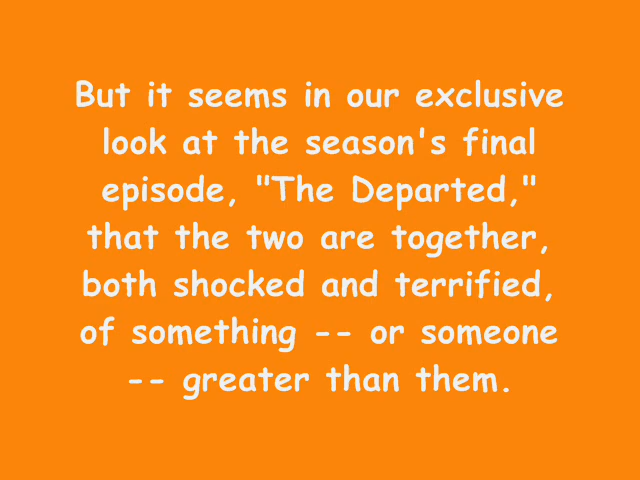 But it seems in our exclusive
look at the season's final
episode, "The Departed,"
that the two are together,
both shocked and terrified,
of something -- or someone
-- greater than them.